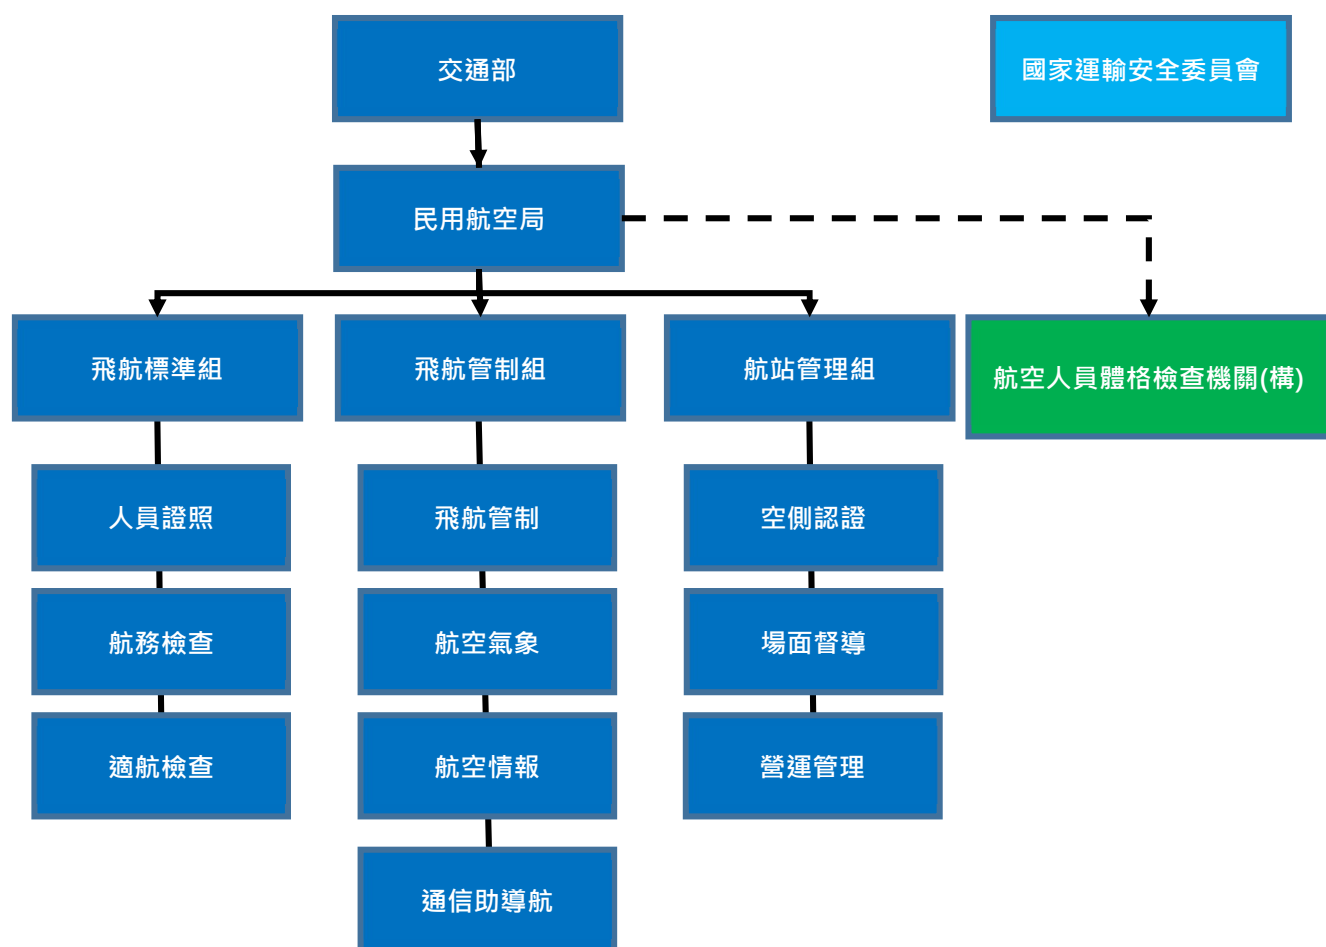 交通部
國家運輸安全委員會
民用航空局
飛航標準組
飛航管制組
航站管理組
航空人員體格檢查機關(構)
人員證照
飛航管制
空側認證
航務檢查
航空氣象
場面督導
適航檢查
航空情報
營運管理
通信助導航